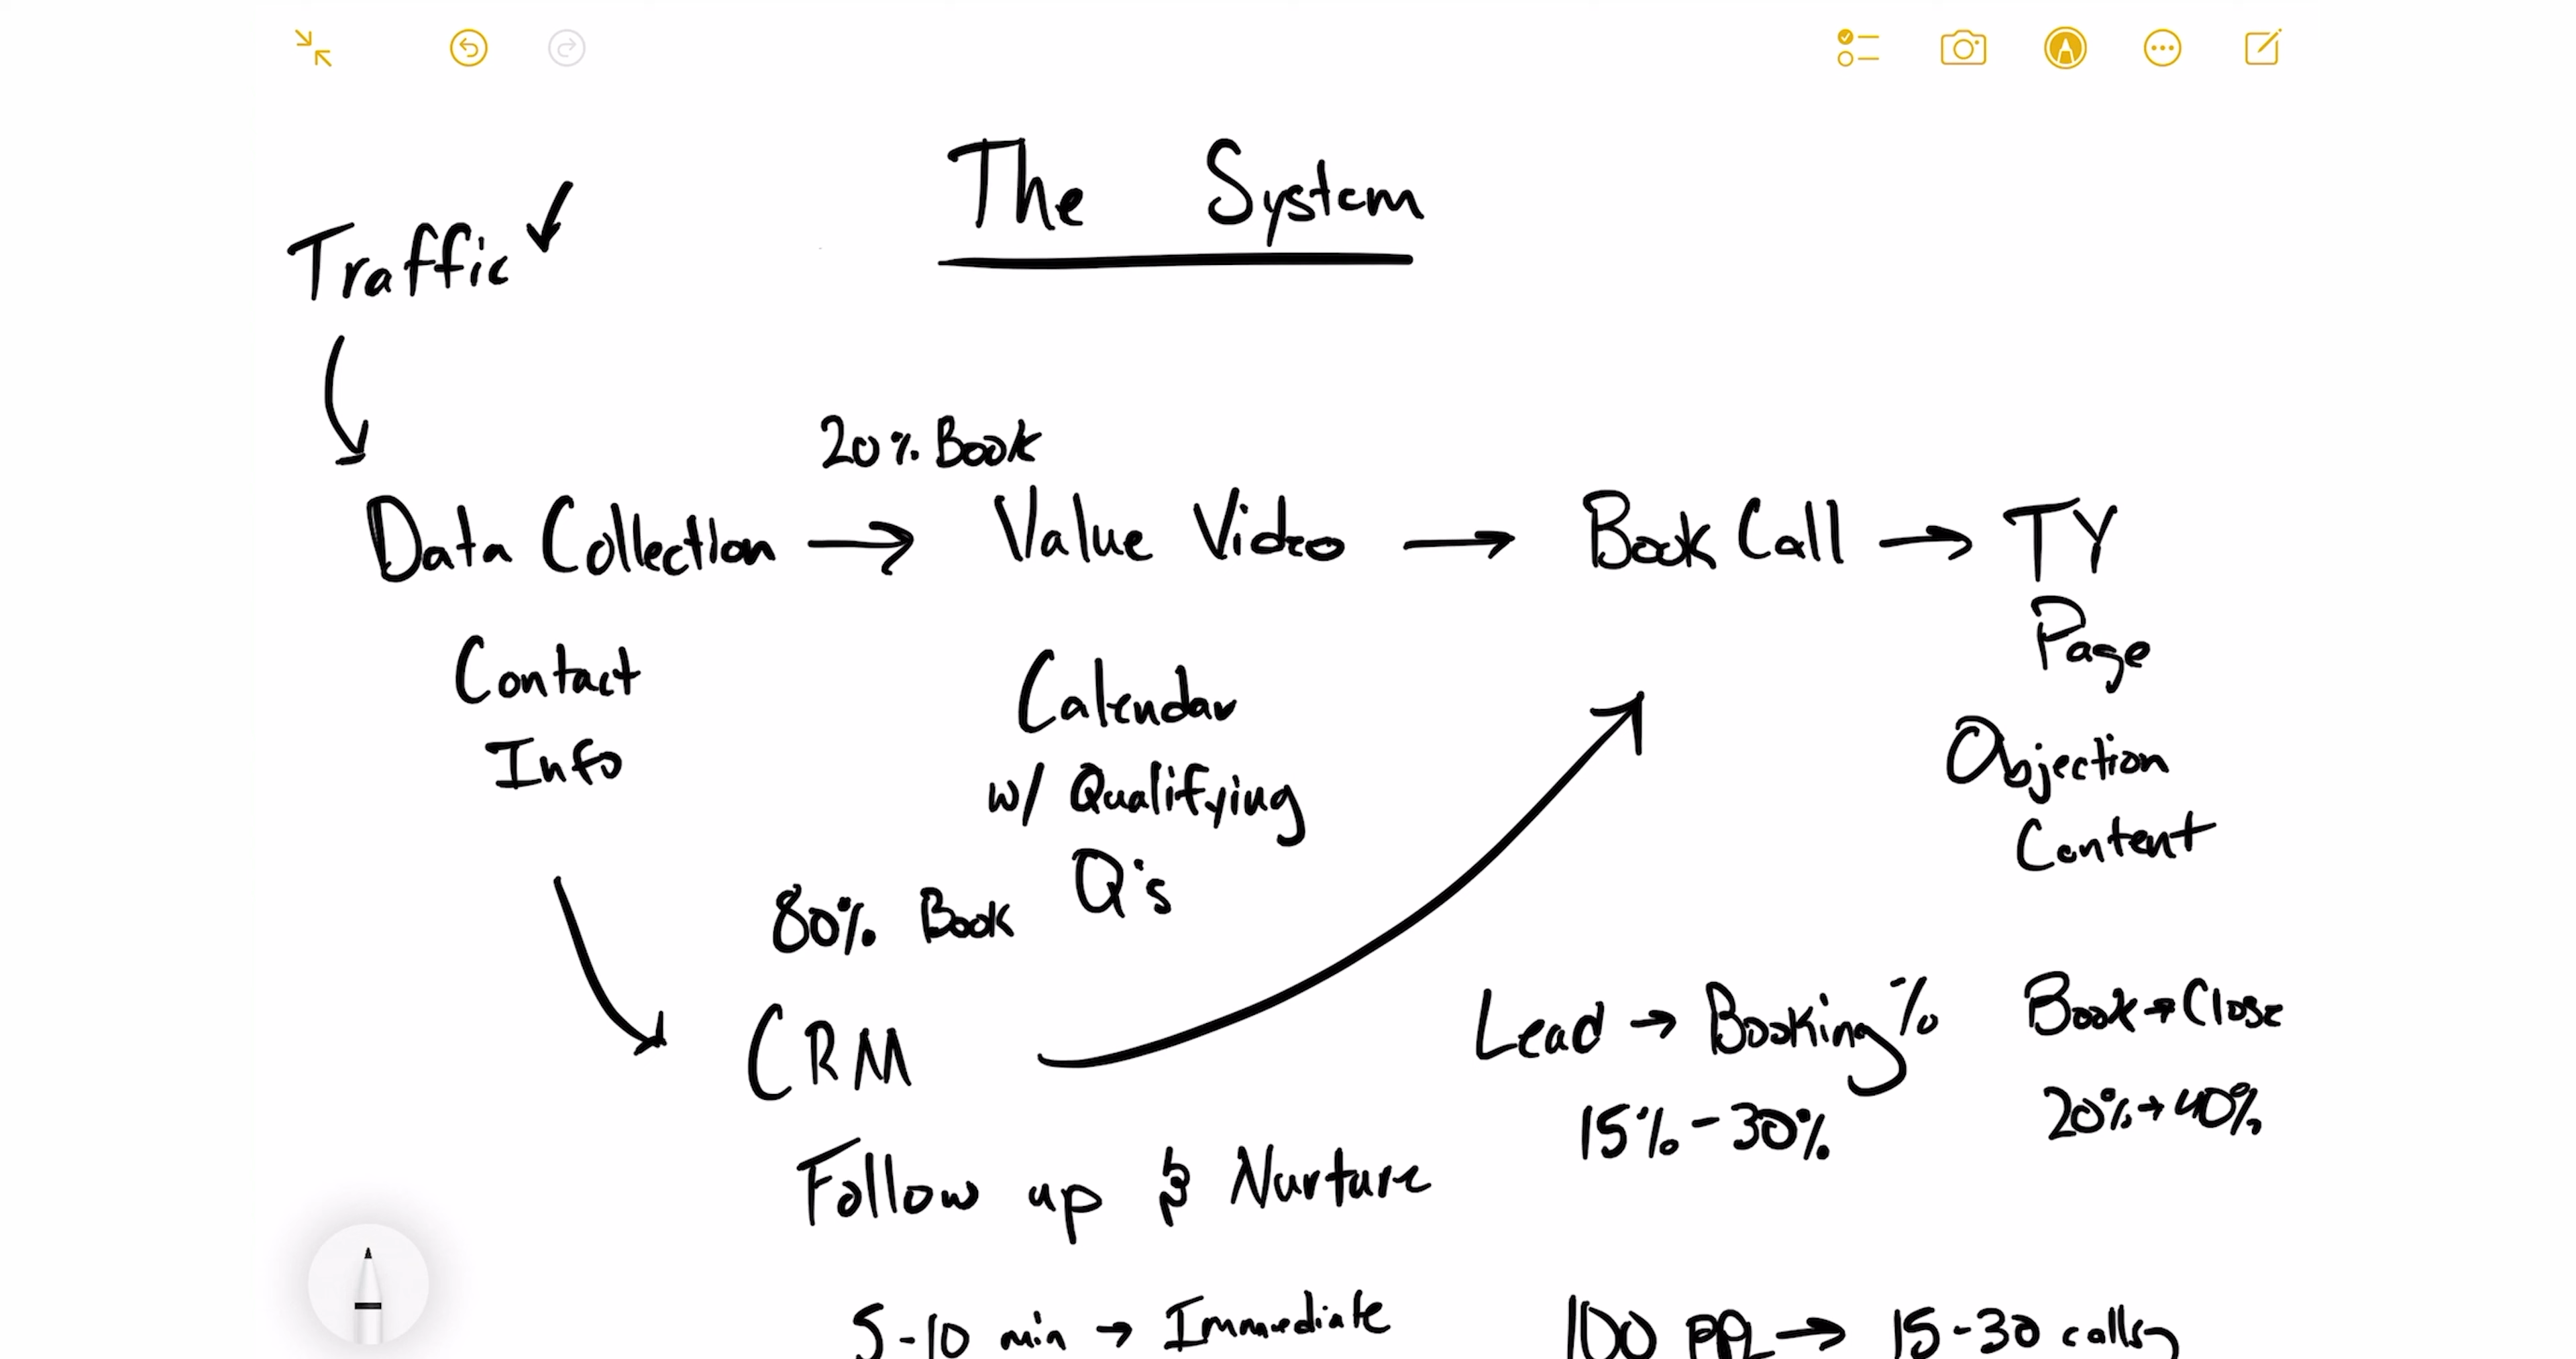 The System
Traffic
20% Book
Data Collection → Value Video → Book Call → TY
Page
Contact
Info
Calendar
w/ Qualifying
Q's
Objection
Content
80% Book
CRM
Follow up & Nurture
5-10 min → Immediate
Lead → Booking %
15% - 30%
Book → Close
20% → 40%
100 PPL → 15-30 calls